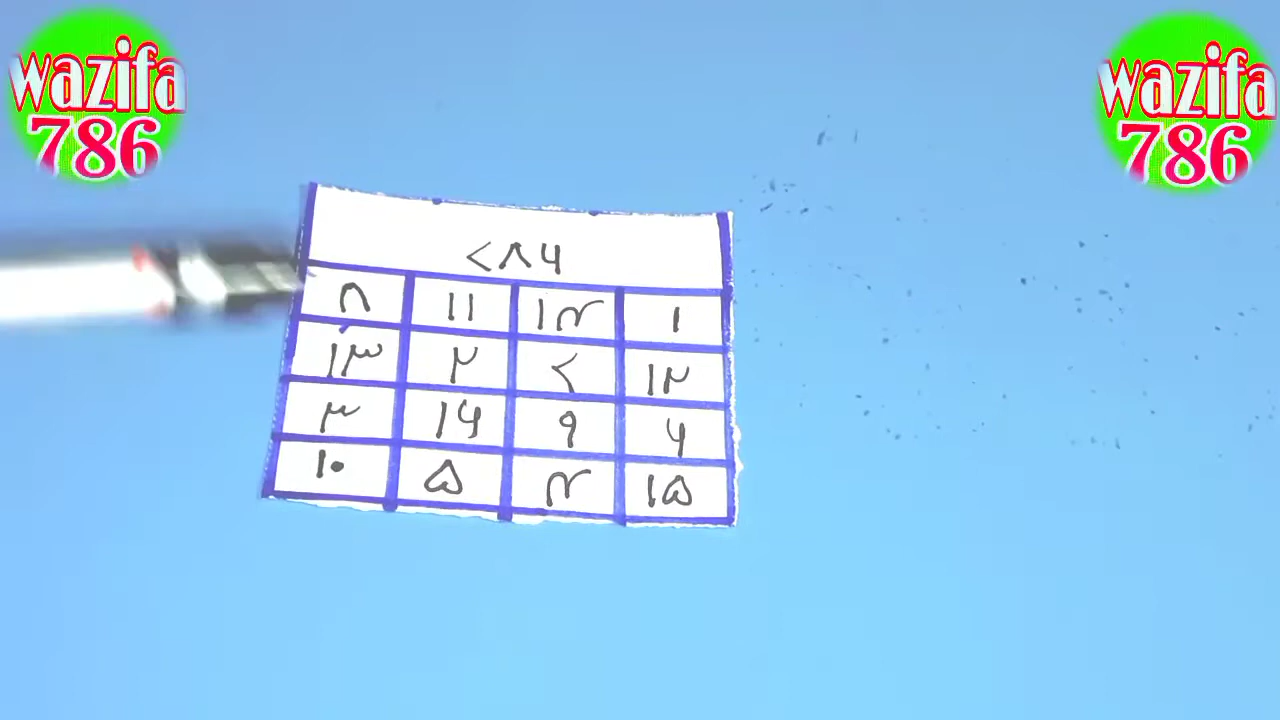 wazifa
786
wazifa
786
۷۸۶
۸ ۱۱ ۱۴ ۱
۱۳ ۲ ۷ ۱۲
۳ ۱۶ ۹ ۶
۱۰ ۵ ۴ ۱۵